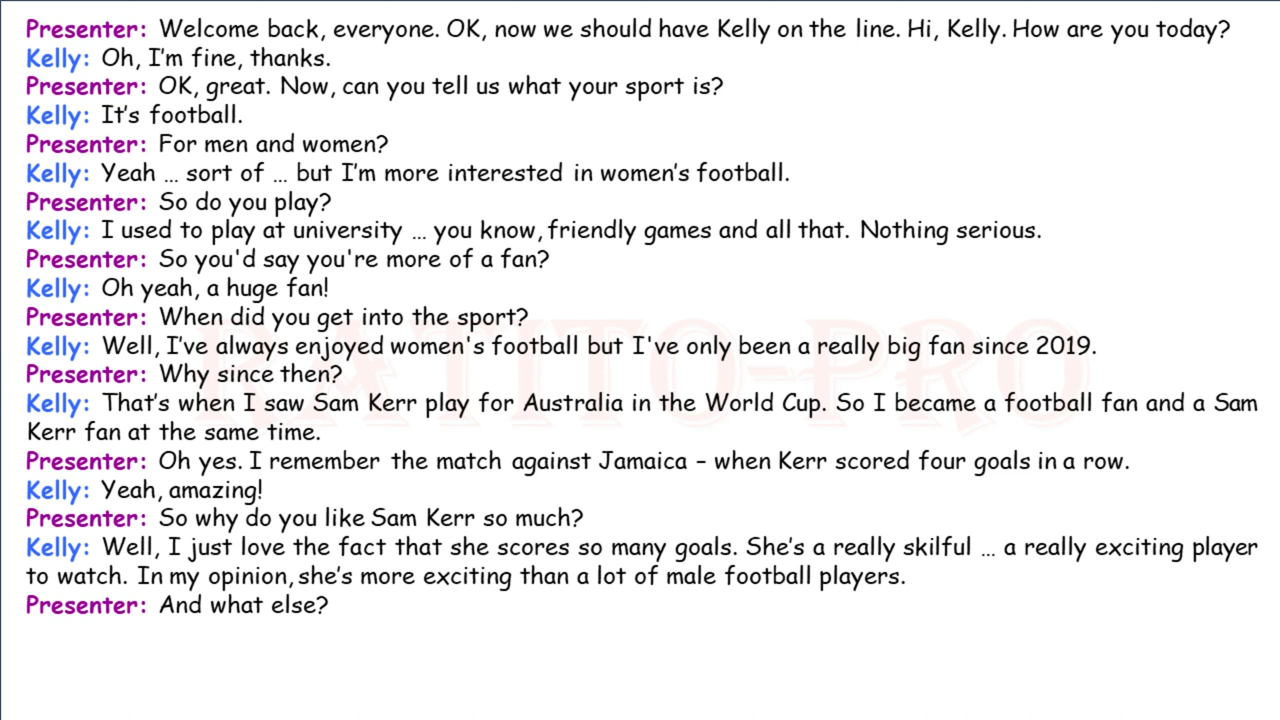 Presenter: Welcome back, everyone. OK, now we should have Kelly on the line. Hi, Kelly. How are you today?
Kelly: Oh, I'm fine, thanks.
Presenter: OK, great. Now, can you tell us what your sport is?
Kelly: It's football.
Presenter: For men and women?
Kelly: Yeah … sort of … but I'm more interested in women's football.
Presenter: So do you play?
Kelly: I used to play at university … you know, friendly games and all that. Nothing serious.
Presenter: So you'd say you're more of a fan?
Kelly: Oh yeah, a huge fan!
Presenter: When did you get into the sport?
Kelly: Well, I've always enjoyed women's football but I've only been a really big fan since 2019.
Presenter: Why since then?
Kelly: That's when I saw Sam Kerr play for Australia in the World Cup. So I became a football fan and a Sam
Kerr fan at the same time.
Presenter: Oh yes. I remember the match against Jamaica – when Kerr scored four goals in a row.
Kelly: Yeah, amazing!
Presenter: So why do you like Sam Kerr so much?
Kelly: Well, I just love the fact that she scores so many goals. She's a really skilful … a really exciting player
to watch. In my opinion, she's more exciting than a lot of male football players.
Presenter: And what else?
RATITO-PRO